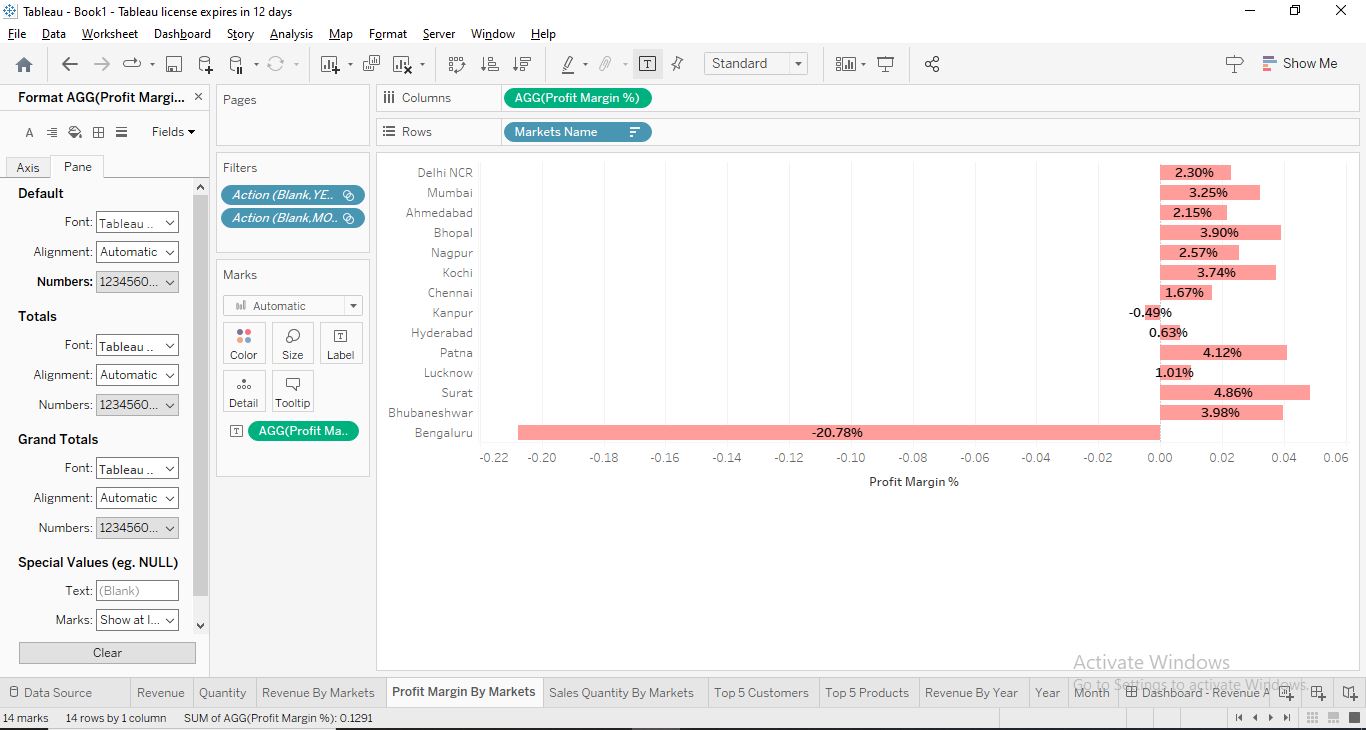 Tableau - Book1 - Tableau license expires in 12 days
File Data Worksheet Dashboard Story Analysis Map Format Server Window Help
Standard
Show Me
Format AGG(Profit Margi...
Fields
Axis Pane
Default
Font: Tableau ..
Alignment: Automatic
Numbers: 1234560...
Totals
Font: Tableau ..
Alignment: Automatic
Numbers: 1234560...
Grand Totals
Font: Tableau ..
Alignment: Automatic
Numbers: 1234560...
Special Values (eg. NULL)
Text: (Blank)
Marks: Show at l...
Clear
Pages
Filters
Action (Blank,YE..
Action (Blank,MO..
Marks
Automatic
Color Size Label
Detail Tooltip
AGG(Profit Ma..
Columns AGG(Profit Margin %)
Rows Markets Name
Delhi NCR 2.30%
Mumbai 3.25%
Ahmedabad 2.15%
Bhopal 3.90%
Nagpur 2.57%
Kochi 3.74%
Chennai 1.67%
Kanpur -0.49%
Hyderabad 0.63%
Patna 4.12%
Lucknow 1.01%
Surat 4.86%
Bhubaneshwar 3.98%
Bengaluru -20.78%
-0.22 -0.20 -0.18 -0.16 -0.14 -0.12 -0.10 -0.08 -0.06 -0.04 -0.02 0.00 0.02 0.04 0.06
Profit Margin %
Activate Windows
Go to Settings to activate Windows.
Data Source Revenue Quantity Revenue By Markets Profit Margin By Markets Sales Quantity By Markets Top 5 Customers Top 5 Products Revenue By Year Year Month Dashboard - Revenue A
14 marks 14 rows by 1 column SUM of AGG(Profit Margin %): 0.1291